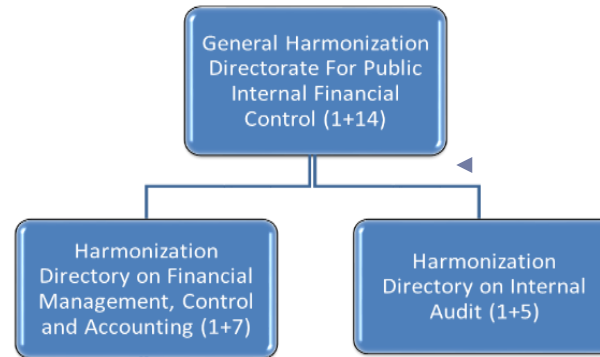 General Harmonization
Directorate For Public
Internal Financial
Control (1+14)
Harmonization
Directory on Financial
Management, Control
and Accounting (1+7)
Harmonization
Directory on Internal
Audit (1+5)